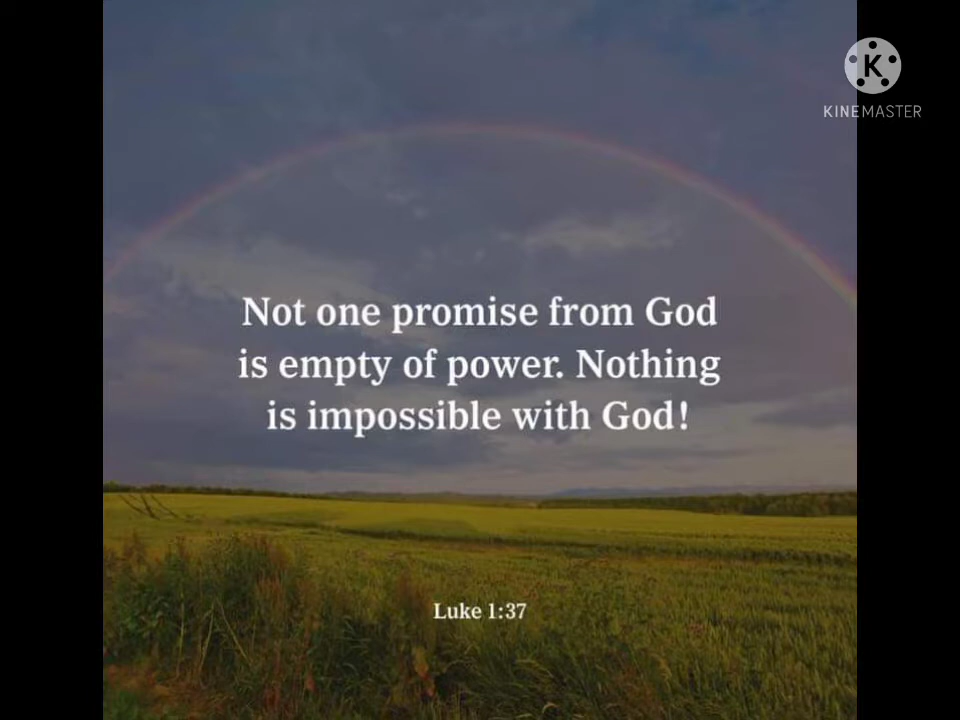 KINEMASTER
Not one promise from God
is empty of power. Nothing
is impossible with God!
Luke 1:37